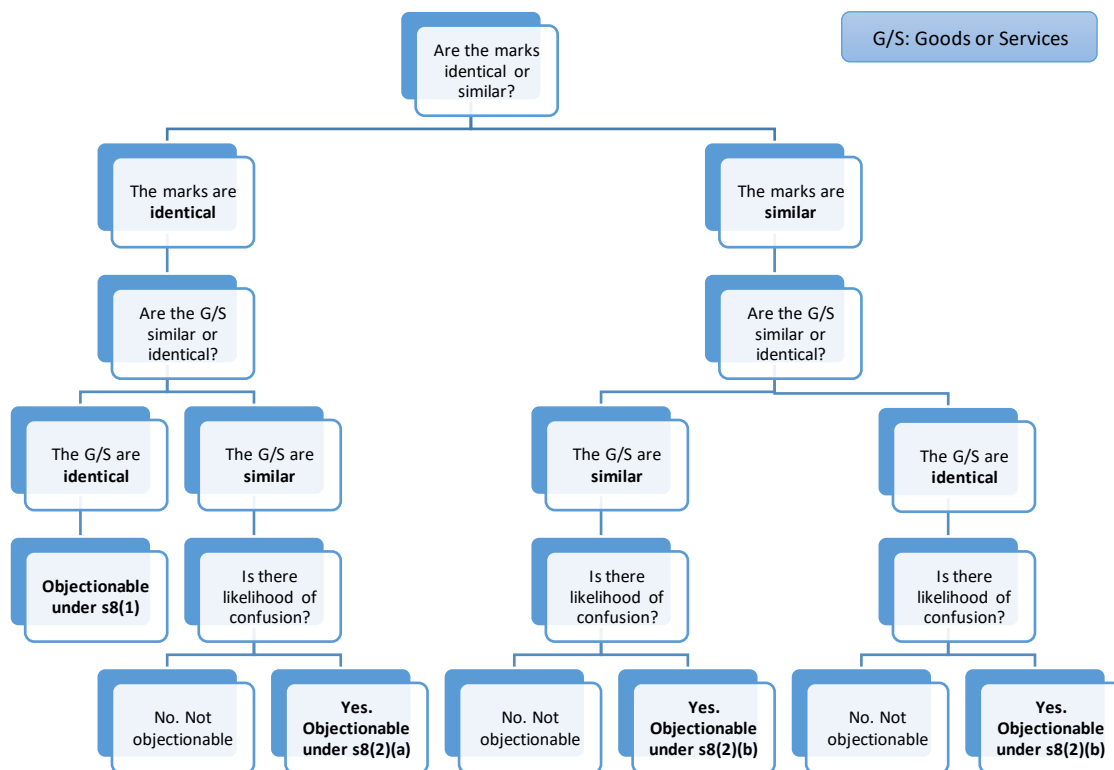 Are the marks
identical or
similar?
G/S: Goods or Services
The marks are
identical
The marks are
similar
Are the G/S
similar or
identical?
Are the G/S
similar or
identical?
The G/S are
identical
The G/S are
similar
The G/S are
similar
The G/S are
identical
Objectionable
under s8(1)
Is there
likelihood of
confusion?
Is there
likelihood of
confusion?
Is there
likelihood of
confusion?
No. Not
objectionable
Yes.
Objectionable
under s8(2)(a)
No. Not
objectionable
Yes.
Objectionable
under s8(2)(b)
No. Not
objectionable
Yes.
Objectionable
under s8(2)(b)